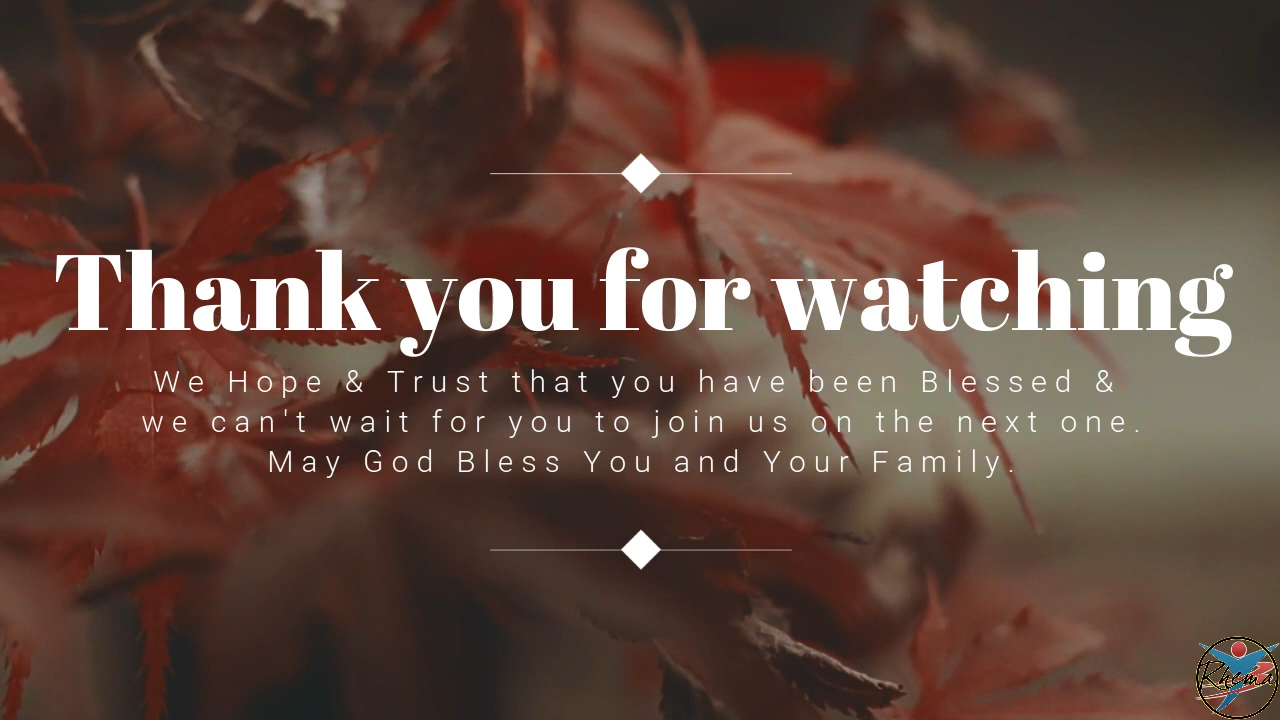 Thank you for watching
We Hope & Trust that you have been Blessed &
we can't wait for you to join us on the next one.
May God Bless You and Your Family.
Rhema